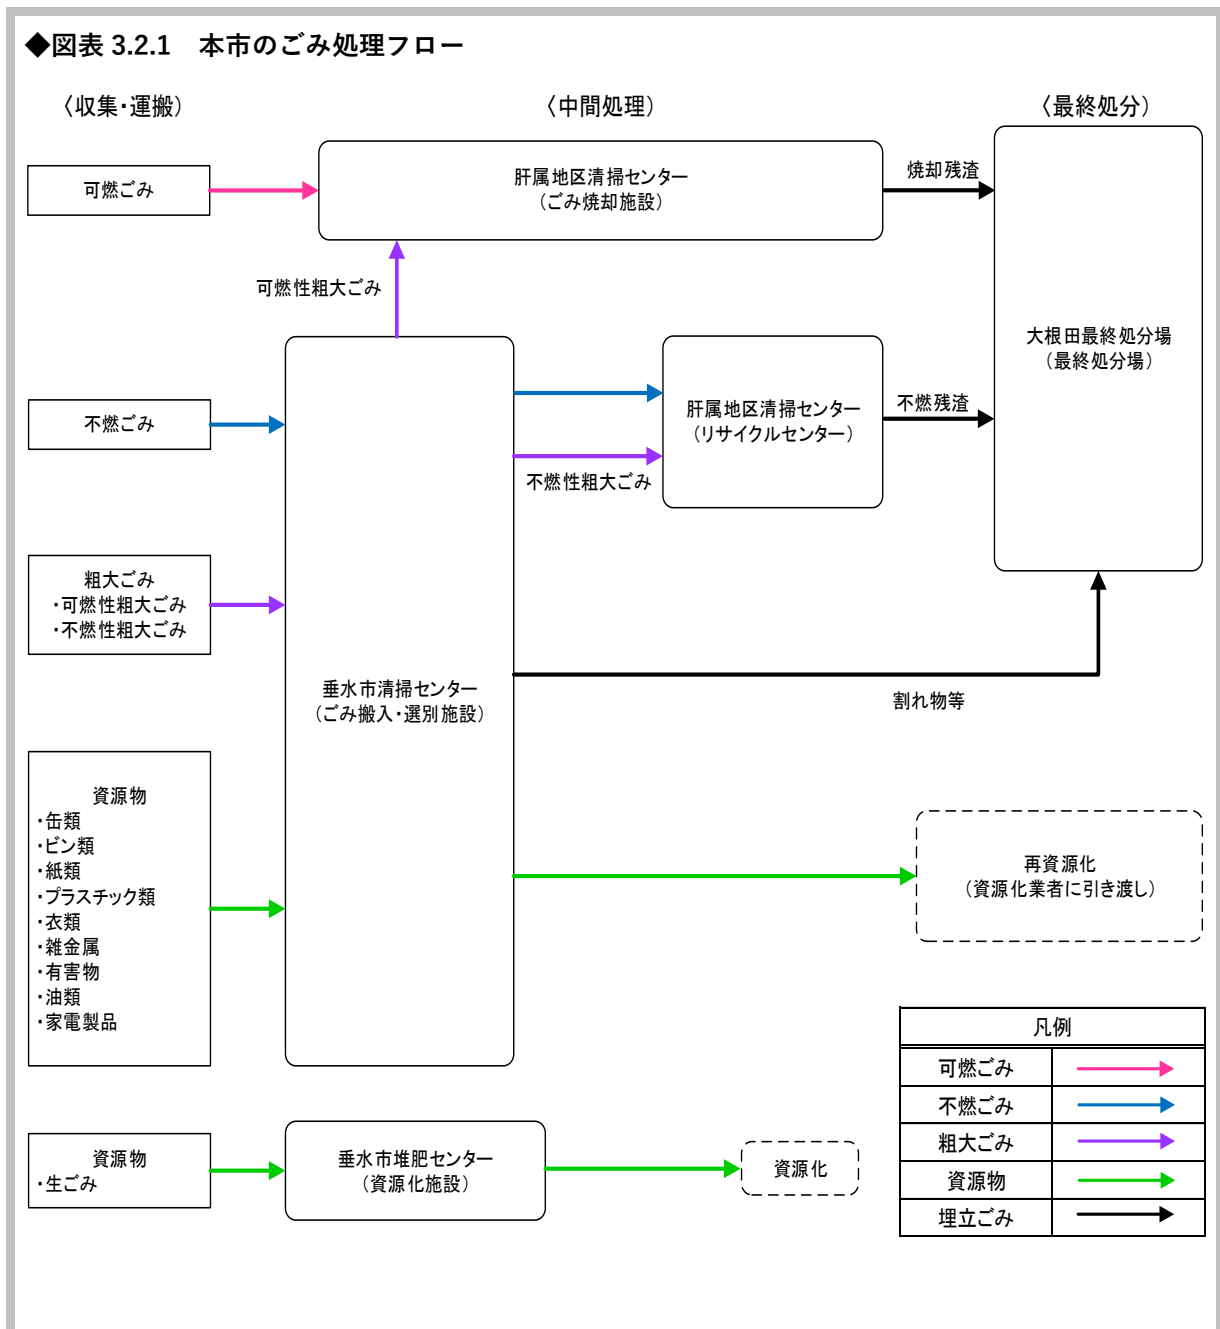 ◆図表 3.2.1　本市のごみ処理フロー
〈収集・運搬〉
〈中間処理〉
〈最終処分〉
可燃ごみ
肝属地区清掃センター
（ごみ焼却施設）
焼却残渣
可燃性粗大ごみ
大根田最終処分場
（最終処分場）
不燃ごみ
肝属地区清掃センター
（リサイクルセンター）
不燃残渣
不燃性粗大ごみ
粗大ごみ
・可燃性粗大ごみ
・不燃性粗大ごみ
垂水市清掃センター
（ごみ搬入・選別施設）
割れ物等
資源物
・缶類
・ビン類
・紙類
・プラスチック類
・衣類
・雑金属
・有害物
・油類
・家電製品
再資源化
（資源化業者に引き渡し）
資源物
・生ごみ
垂水市堆肥センター
（資源化施設）
資源化
凡例
可燃ごみ
不燃ごみ
粗大ごみ
資源物
埋立ごみ